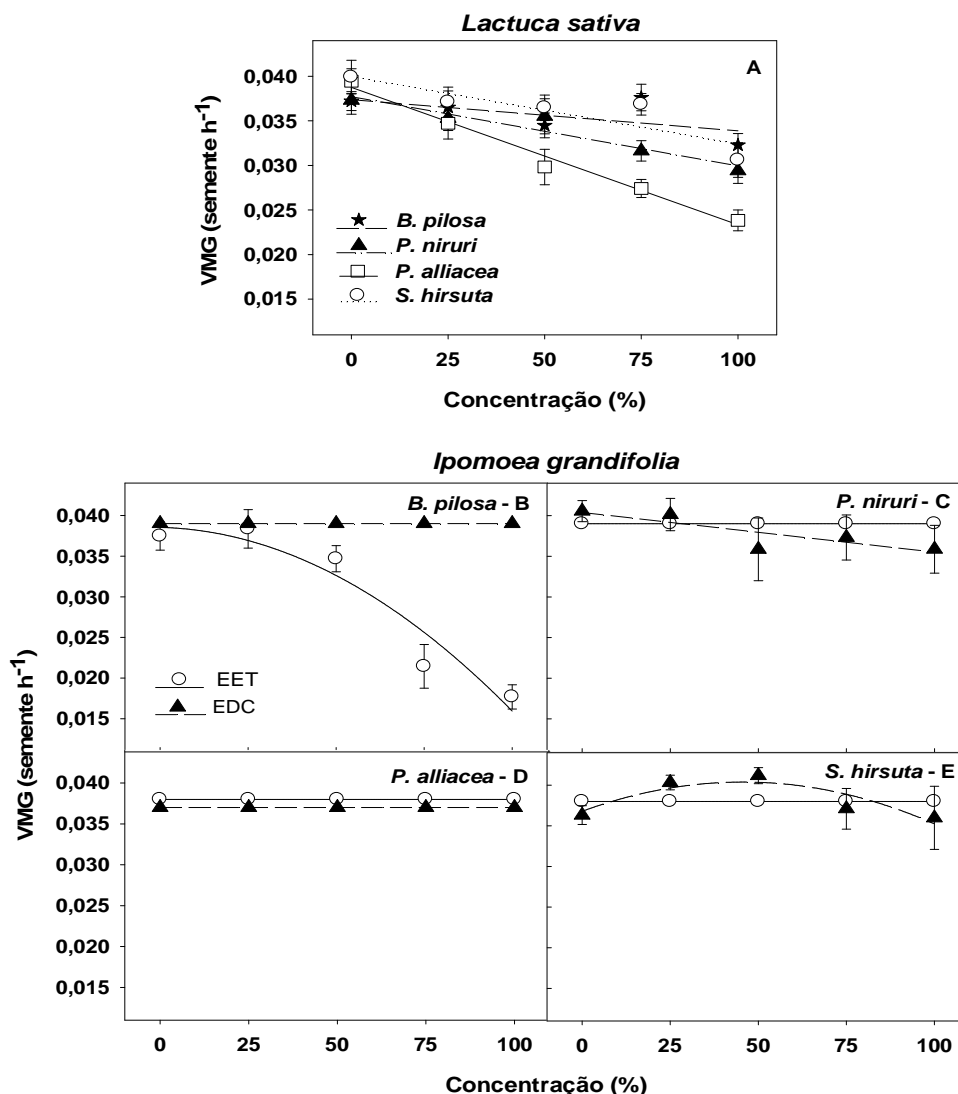 Lactuca sativa
A
0,040
0,035
0,030
0,025
0,020
0,015
VMG (semente h⁻¹)
B. pilosa
P. niruri
P. alliacea
S. hirsuta
0 25 50 75 100
Concentração (%)
Ipomoea grandifolia
B. pilosa - B
P. niruri - C
0,040
0,035
0,030
0,025
0,020
0,015
EET
EDC
VMG (semente h⁻¹)
P. alliacea - D
S. hirsuta - E
0,040
0,035
0,030
0,025
0,020
0,015
0 25 50 75 100
0 25 50 75 100
Concentração (%)